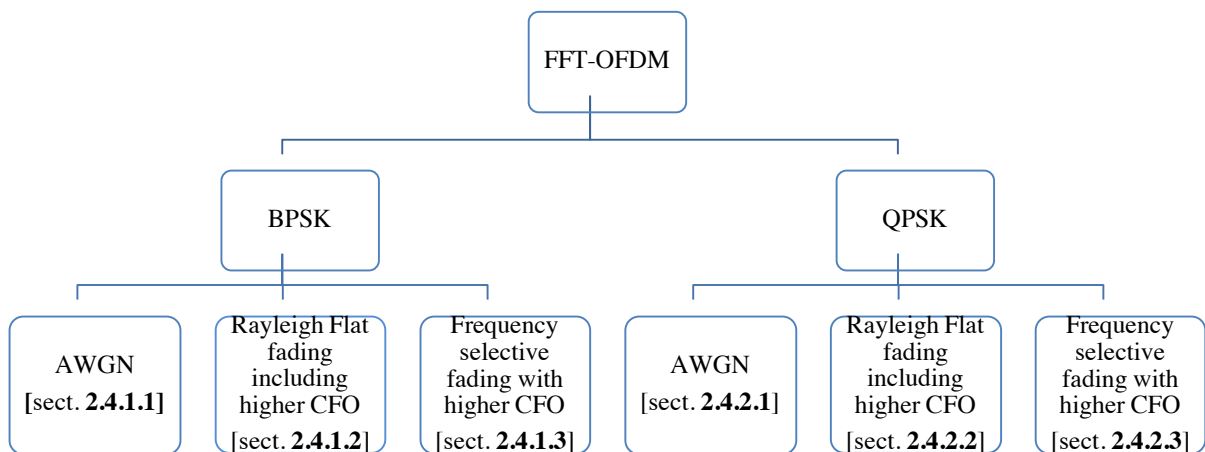 FFT-OFDM
BPSK
QPSK
AWGN
[sect. 2.4.1.1]
Rayleigh Flat
fading
including
higher CFO
[sect. 2.4.1.2]
Frequency
selective
fading with
higher CFO
[sect. 2.4.1.3]
AWGN
[sect. 2.4.2.1]
Rayleigh Flat
fading
including
higher CFO
[sect. 2.4.2.2]
Frequency
selective
fading with
higher CFO
[sect. 2.4.2.3]